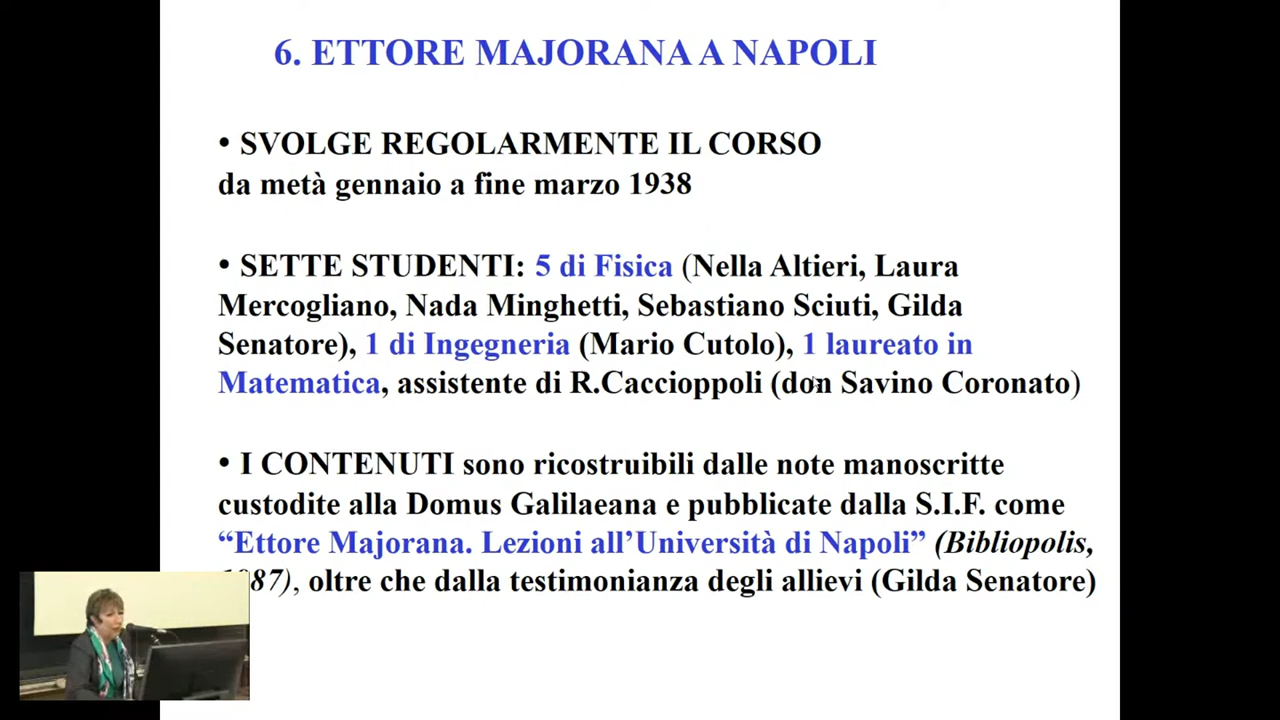 6. ETTORE MAJORANA A NAPOLI
• SVOLGE REGOLARMENTE IL CORSO
da metà gennaio a fine marzo 1938
• SETTE STUDENTI: 5 di Fisica (Nella Altieri, Laura
Mercogliano, Nada Minghetti, Sebastiano Sciuti, Gilda
Senatore), 1 di Ingegneria (Mario Cutolo), 1 laureato in
Matematica, assistente di R.Caccioppoli (don Savino Coronato)
• I CONTENUTI sono ricostruibili dalle note manoscritte
custodite alla Domus Galilaeana e pubblicate dalla S.I.F. come
“Ettore Majorana. Lezioni all’Università di Napoli” (Bibliopolis,
1987), oltre che dalla testimonianza degli allievi (Gilda Senatore)